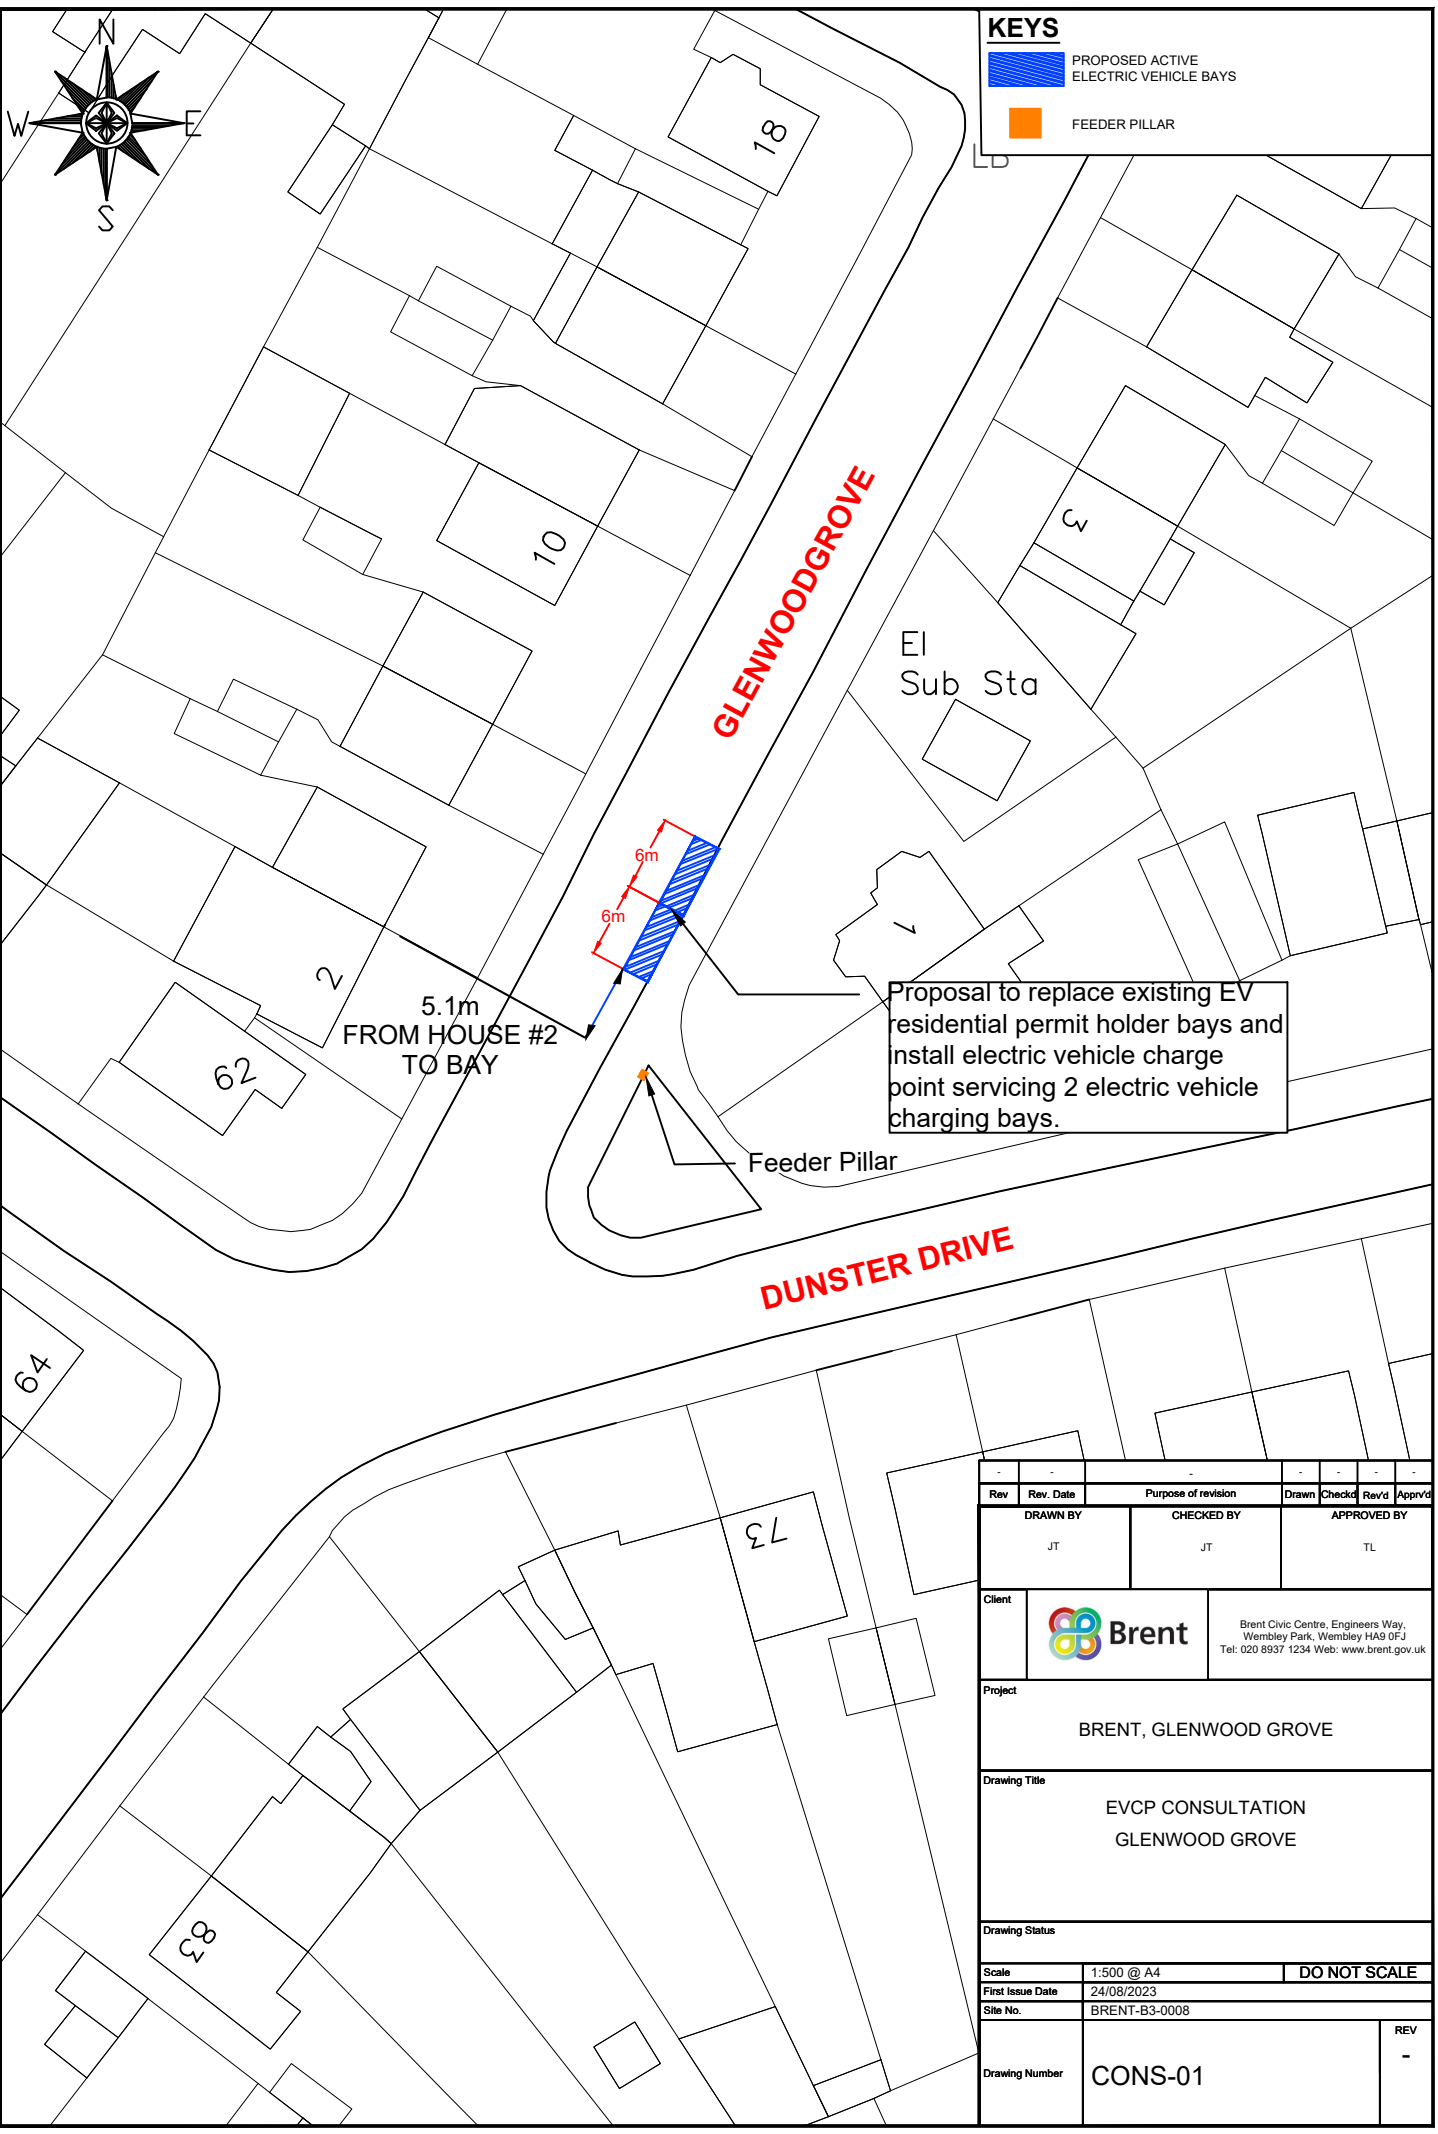 N
W
E
S
KEYS
PROPOSED ACTIVE
ELECTRIC VEHICLE BAYS
FEEDER PILLAR
LB
18
10
3
GLENWOODGROVE
El
Sub Sta
6m
6m
1
2
5.1m
FROM HOUSE #2
TO BAY
62
Proposal to replace existing EV
residential permit holder bays and
install electric vehicle charge
point servicing 2 electric vehicle
charging bays.
Feeder Pillar
DUNSTER DRIVE
64
73
83
- - - - - - -
Rev Rev. Date Purpose of revision Drawn Checkd Rev'd Apprv'd
DRAWN BY CHECKED BY APPROVED BY
JT JT TL
Client
Brent
Brent Civic Centre, Engineers Way,
Wembley Park, Wembley HA9 0FJ
Tel: 020 8937 1234 Web: www.brent.gov.uk
Project
BRENT, GLENWOOD GROVE
Drawing Title
EVCP CONSULTATION
GLENWOOD GROVE
Drawing Status
Scale 1:500 @ A4 DO NOT SCALE
First Issue Date 24/08/2023
Site No. BRENT-B3-0008
Drawing Number CONS-01
REV
-